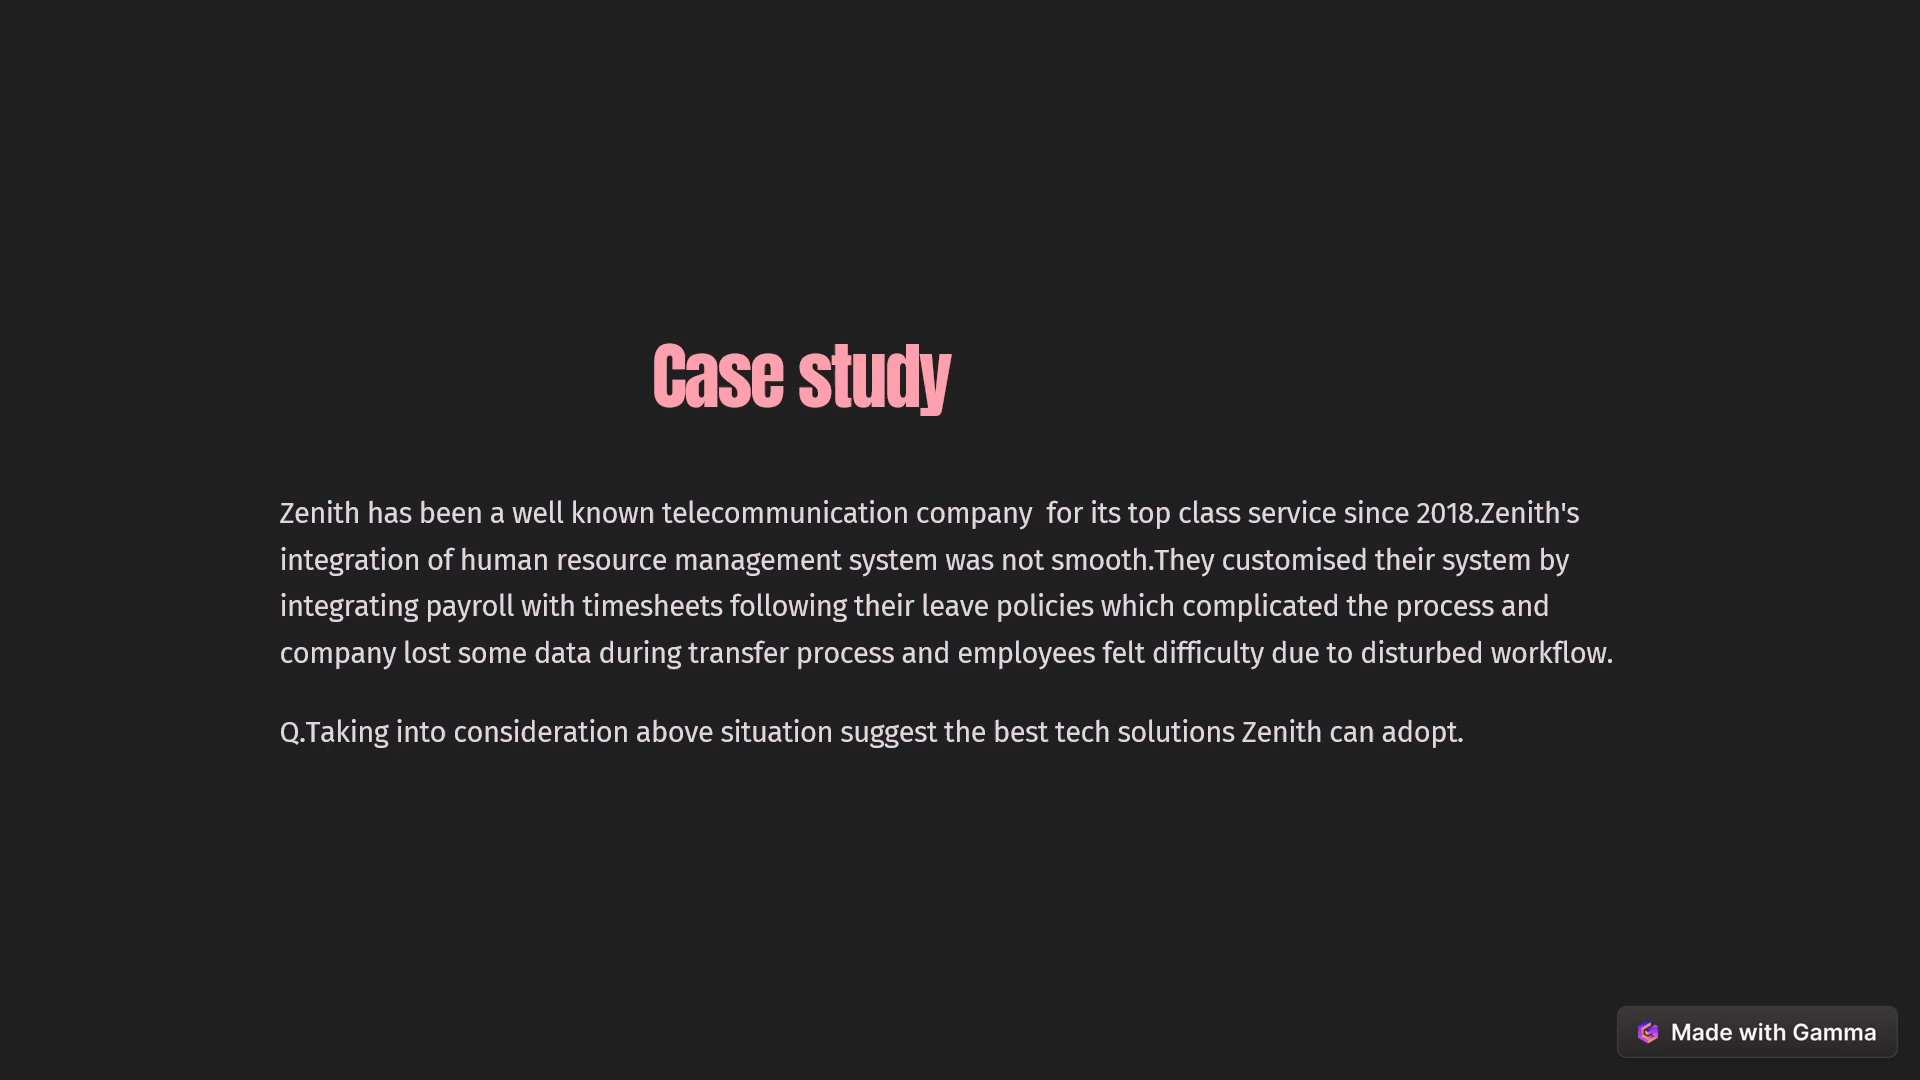 Case study
Zenith has been a well known telecommunication company  for its top class service since 2018.Zenith's
integration of human resource management system was not smooth.They customised their system by
integrating payroll with timesheets following their leave policies which complicated the process and
company lost some data during transfer process and employees felt difficulty due to disturbed workflow.
Q.Taking into consideration above situation suggest the best tech solutions Zenith can adopt.
Made with Gamma